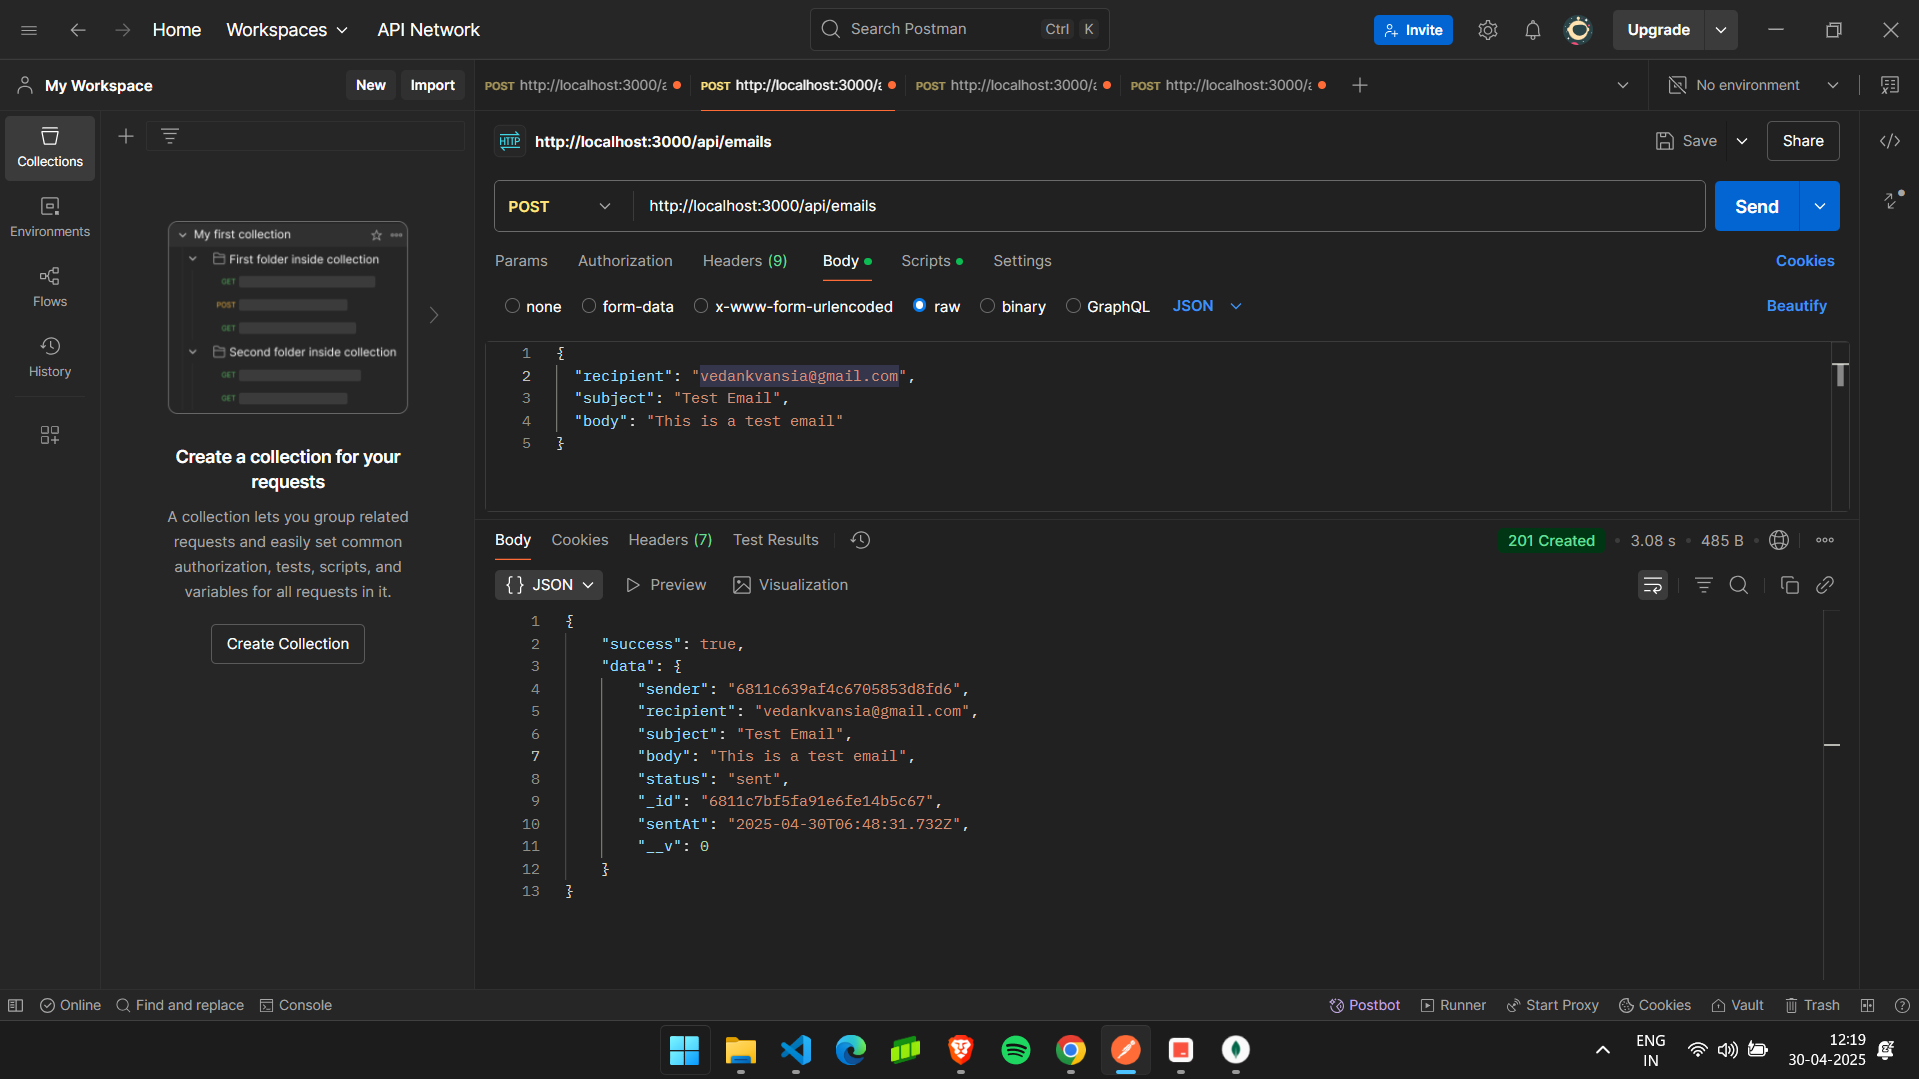 Home
Workspaces
API Network
Search Postman
Ctrl K
Invite
Upgrade
My Workspace
New
Import
POST http://localhost:3000/a
POST http://localhost:3000/a
POST http://localhost:3000/a
POST http://localhost:3000/a
No environment
Collections
Environments
Flows
History
My first collection
First folder inside collection
GET
POST
GET
Second folder inside collection
GET
GET
Create a collection for your
requests
A collection lets you group related
requests and easily set common
authorization, tests, scripts, and
variables for all requests in it.
Create Collection
HTTP http://localhost:3000/api/emails
Save
Share
POST
http://localhost:3000/api/emails
Send
Params
Authorization
Headers (9)
Body
Scripts
Settings
Cookies
none
form-data
x-www-form-urlencoded
raw
binary
GraphQL
JSON
Beautify
1 {
2 "recipient": "vedankvansia@gmail.com",
3 "subject": "Test Email",
4 "body": "This is a test email"
5 }
Body
Cookies
Headers (7)
Test Results
201 Created
3.08 s
485 B
{} JSON
Preview
Visualization
1 {
2 "success": true,
3 "data": {
4 "sender": "6811c639af4c6705853d8fd6",
5 "recipient": "vedankvansia@gmail.com",
6 "subject": "Test Email",
7 "body": "This is a test email",
8 "status": "sent",
9 "_id": "6811c7bf5fa91e6fe14b5c67",
10 "sentAt": "2025-04-30T06:48:31.732Z",
11 "__v": 0
12 }
13 }
Online
Find and replace
Console
Postbot
Runner
Start Proxy
Cookies
Vault
Trash
ENG
IN
12:19
30-04-2025